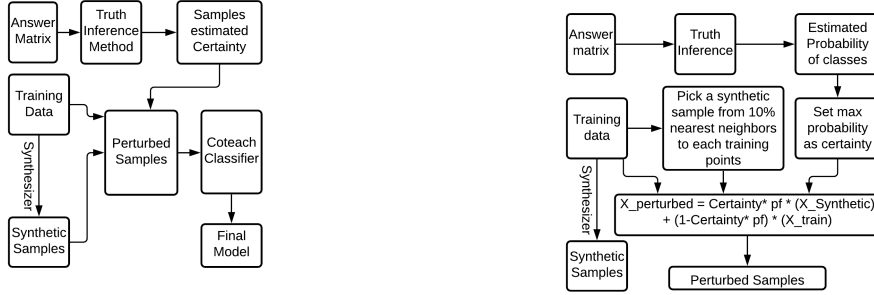 Answer
Matrix
Truth
Inference
Method
Samples
estimated
Certainty
Training
Data
Perturbed
Samples
Coteach
Classifier
Synthesizer
Synthetic
Samples
Final
Model
Answer
matrix
Truth
Inference
Estimated
Probability
of classes
Training
data
Pick a synthetic
sample from 10%
nearest neighbors
to each training
points
Set max
probability
as certainty
Synthesizer
X_perturbed = Certainty* pf * (X_Synthetic)
+ (1-Certainty* pf) * (X_train)
Synthetic
Samples
Perturbed Samples